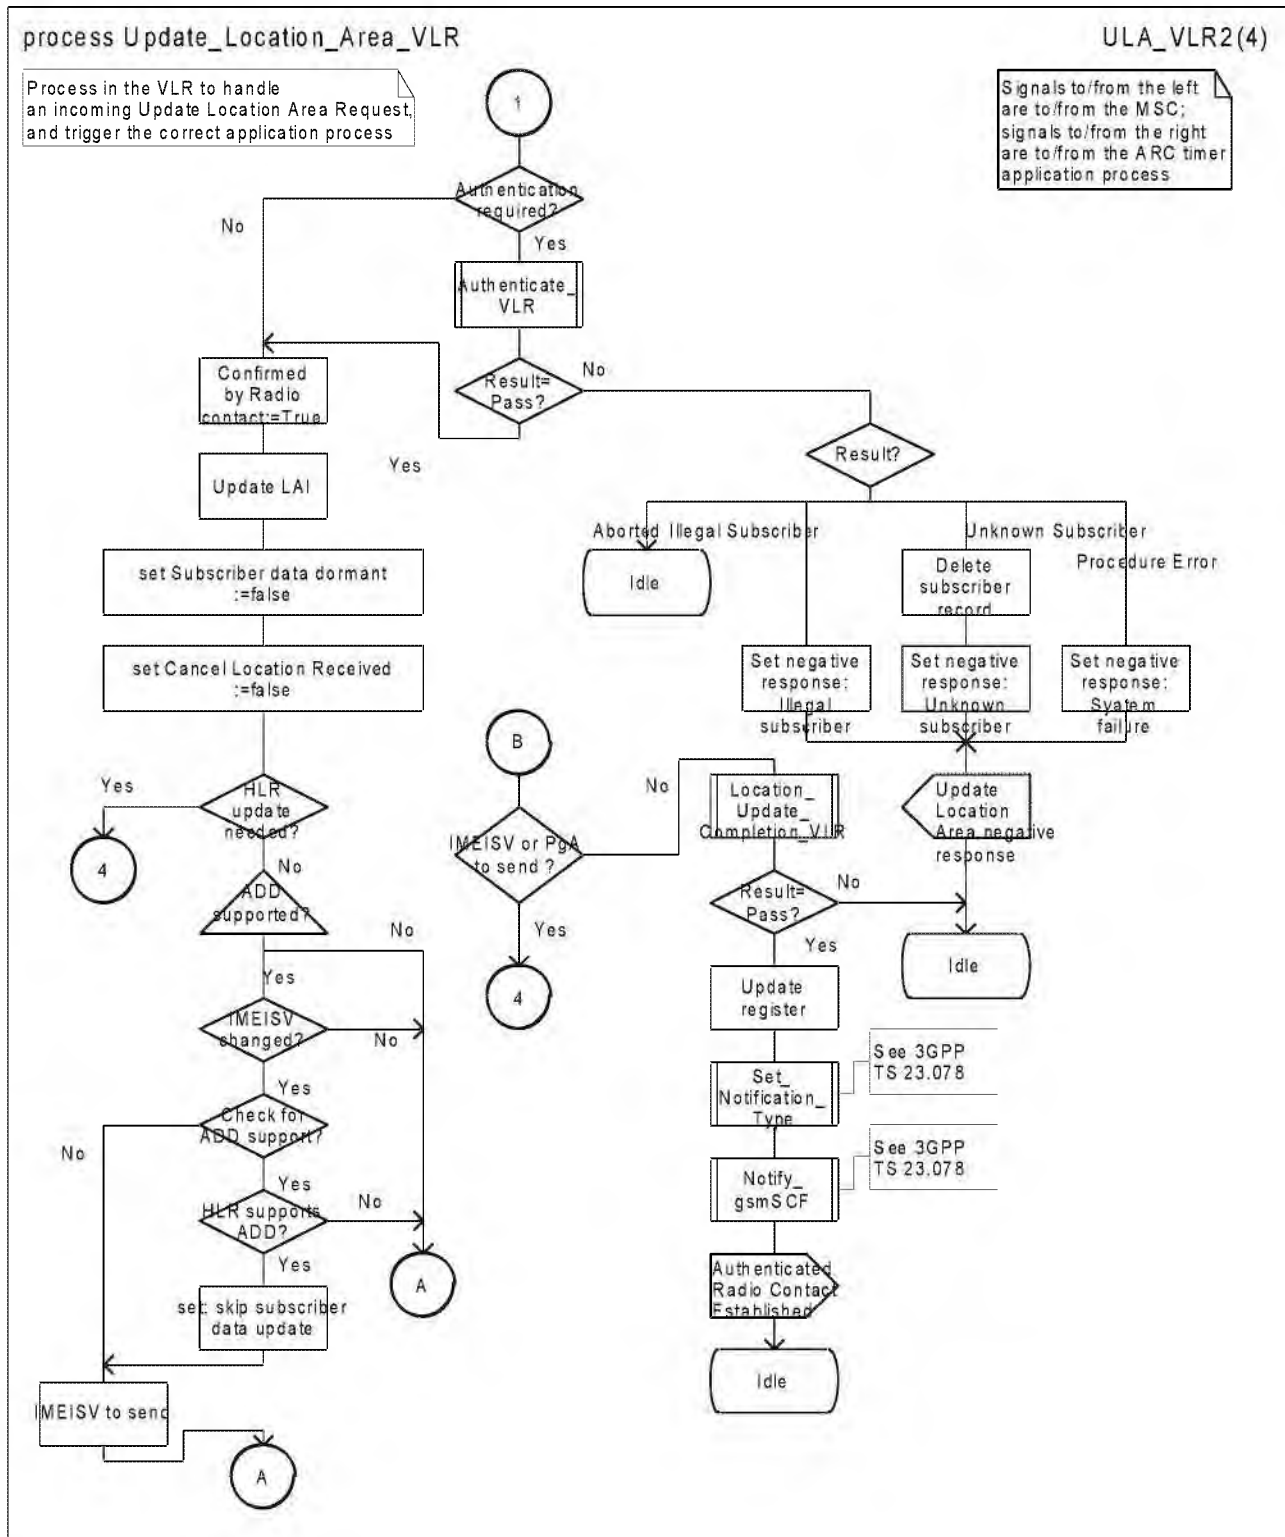 process Update_Location_Area_VLR
ULA_VLR2(4)
Process in the VLR to handle
an incoming Update Location Area Request,
and trigger the correct application process
Signals to/from the left
are to/from the MSC;
signals to/from the right
are to/from the ARC timer
application process
1
Authentication
required?
No
Yes
Authenticate_
VLR
Confirmed
by Radio
contact:=True
Result=
Pass?
No
Yes
Result?
Update LAI
Aborted
Illegal Subscriber
Unknown Subscriber
Procedure Error
set Subscriber data dormant
:=false
Idle
Delete
subscriber
record
set Cancel Location Received
:=false
Set negative
response:
Illegal
subscriber
Set negative
response:
Unknown
subscriber
Set negative
response:
Syatem
failure
B
Yes
HLR
update
needed?
No
4
No
Location_
Update_
Completion_VLR
Update
Location
Area negative
response
IMEISV or PgA
to send ?
ADD
supported?
No
Yes
Result=
Pass?
No
Yes
Yes
4
Idle
IMEISV
changed?
No
Yes
Update
register
See 3GPP
TS 23.078
Set_
Notification_
Type
Check for
ADD support?
No
Yes
See 3GPP
TS 23.078
Notify_
gsmSCF
HLR supports
ADD?
No
Yes
A
Authenticated
Radio Contact
Established
set: skip subscriber
data update
Idle
IMEISV to send
A